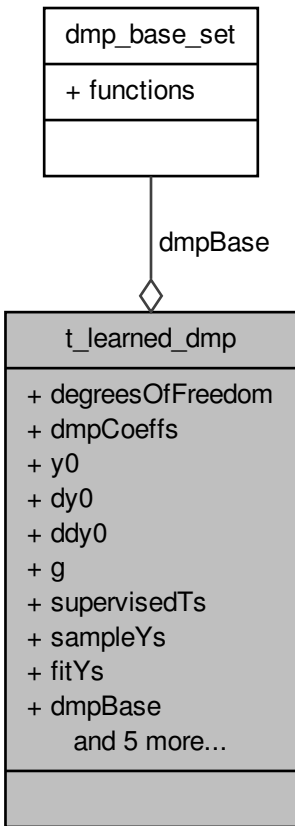 dmp_base_set
+ functions
dmpBase
t_learned_dmp
+ degreesOfFreedom
+ dmpCoeffs
+ y0
+ dy0
+ ddy0
+ g
+ supervisedTs
+ sampleYs
+ fitYs
+ dmpBase
and 5 more...